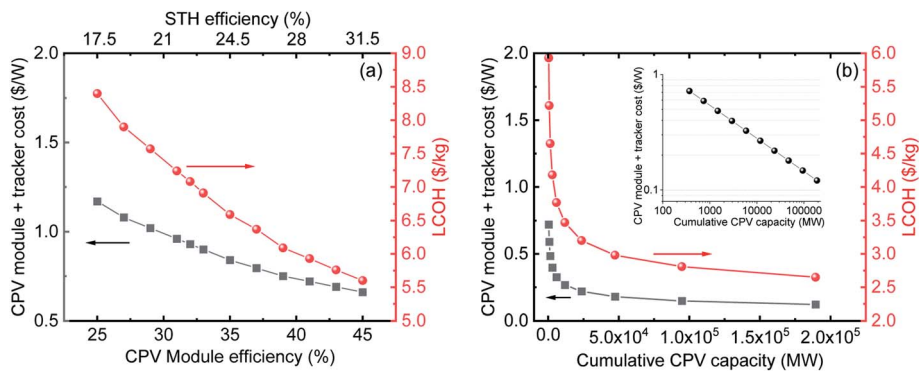 STH efficiency (%)
17.5 21 24.5 28 31.5
(a)
CPV module + tracker cost ($/W)
2.0
1.5
1.0
0.5
LCOH ($/kg)
9.0
8.5
8.0
7.5
7.0
6.5
6.0
5.5
5.0
25 30 35 40 45
CPV Module efficiency (%)
(b)
CPV module + tracker cost ($/W)
2.0
1.5
1.0
0.5
0.0
LCOH ($/kg)
6.0
5.5
5.0
4.5
4.0
3.5
3.0
2.5
2.0
0.0 5.0x10⁴ 1.0x10⁵ 1.5x10⁵ 2.0x10⁵
Cumulative CPV capacity (MW)
CPV module + tracker cost ($/W)
1
0.1
100 1000 10000 100000
Cumulative CPV capacity (MW)